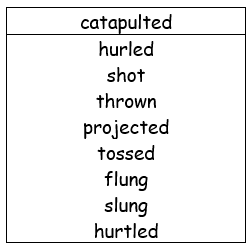 catapulted
hurled
shot
thrown
projected
tossed
flung
slung
hurtled